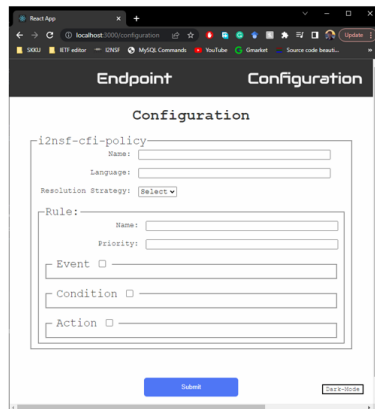 React App
localhost:3000/configuration
Update
SKKU
IETF editor
I2NSF
MySQL Commands
YouTube
Gmarket
Source code beauti...
Endpoint
Configuration
Configuration
i2nsf-cfi-policy
Name:
Language:
Resolution Strategy:
Select
Rule:
Name:
Priority:
Event
Condition
Action
Submit
Dark-Mode